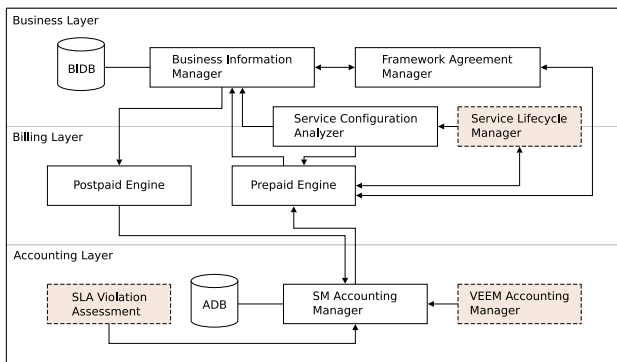 Business Layer
BIDB
Business Information
Manager
Framework Agreement
Manager
Service Configuration
Analyzer
Service Lifecycle
Manager
Billing Layer
Postpaid Engine
Prepaid Engine
Accounting Layer
SLA Violation
Assessment
ADB
SM Accounting
Manager
VEEM Accounting
Manager